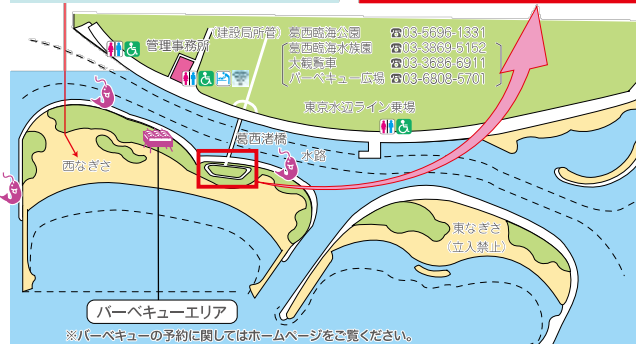 (建設局所管)
葛西臨海公園 ☎03-5696-1331
葛西臨海水族園 ☎03-3869-5152
大観覧車 ☎03-3686-6911
バーベキュー広場 ☎03-6808-5701
管理事務所
東京水辺ライン乗場
葛西渚橋
水路
西なぎさ
東なぎさ
(立入禁止)
バーベキューエリア
※バーベキューの予約に関してはホームページをご覧ください。